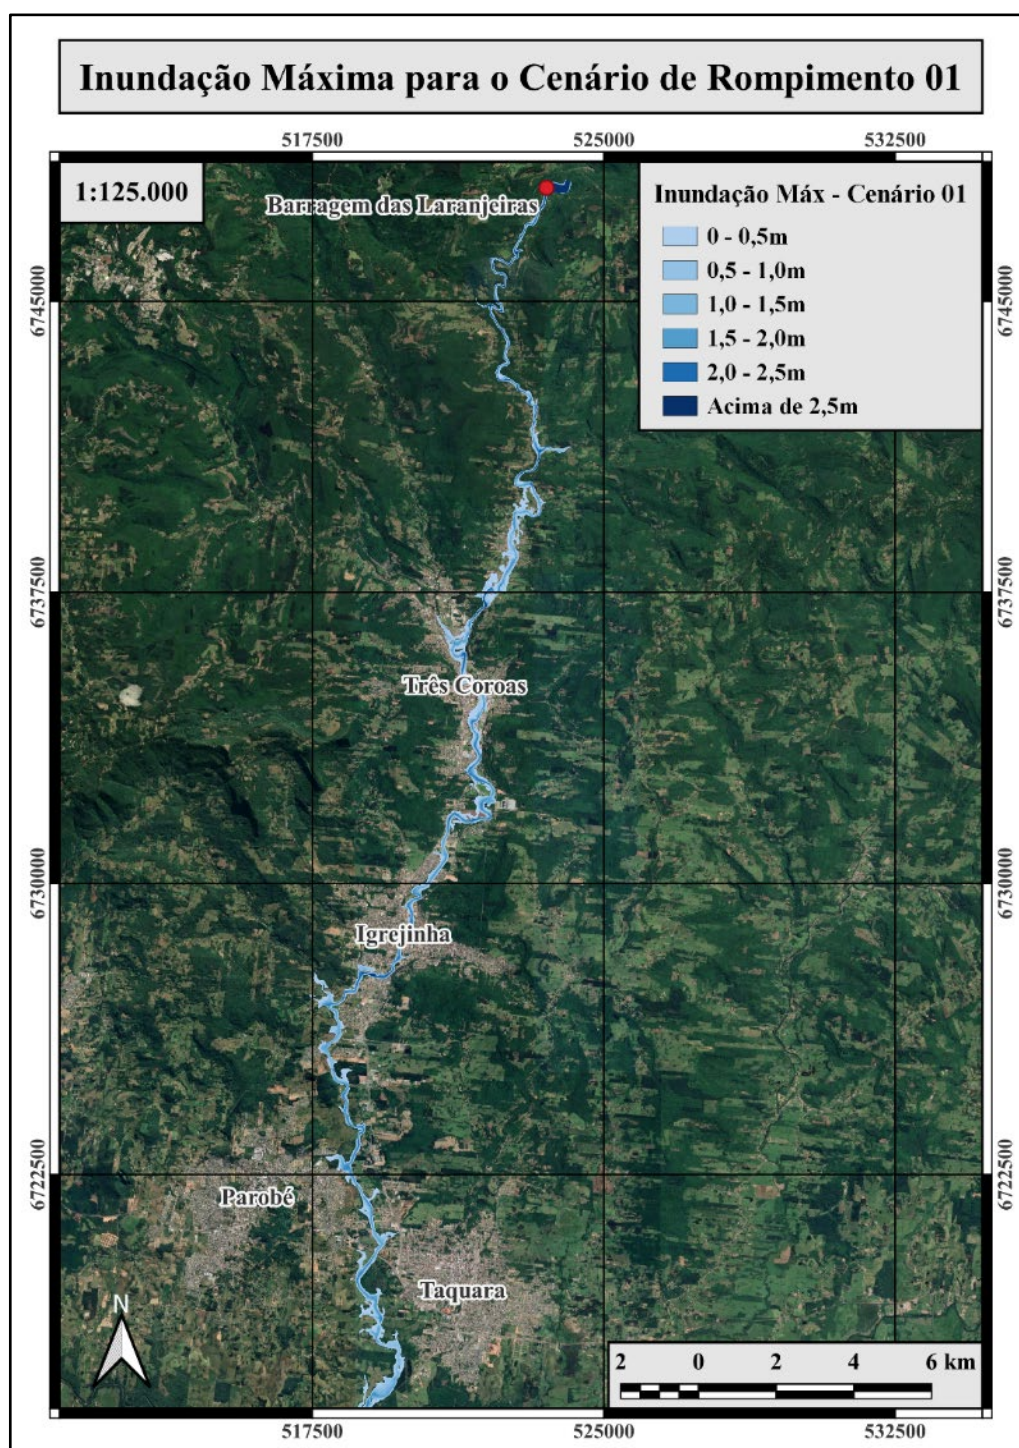 Inundação Máxima para o Cenário de Rompimento 01
517500
525000
532500
1:125.000
Barragem das Laranjeiras
Inundação Máx - Cenário 01
0 - 0,5m
0,5 - 1,0m
1,0 - 1,5m
1,5 - 2,0m
2,0 - 2,5m
Acima de 2,5m
6745000
6745000
6737500
6737500
Três Coroas
6730000
6730000
Igrejinha
6722500
6722500
Parobé
Taquara
N
2 0 2 4 6 km
517500
525000
532500